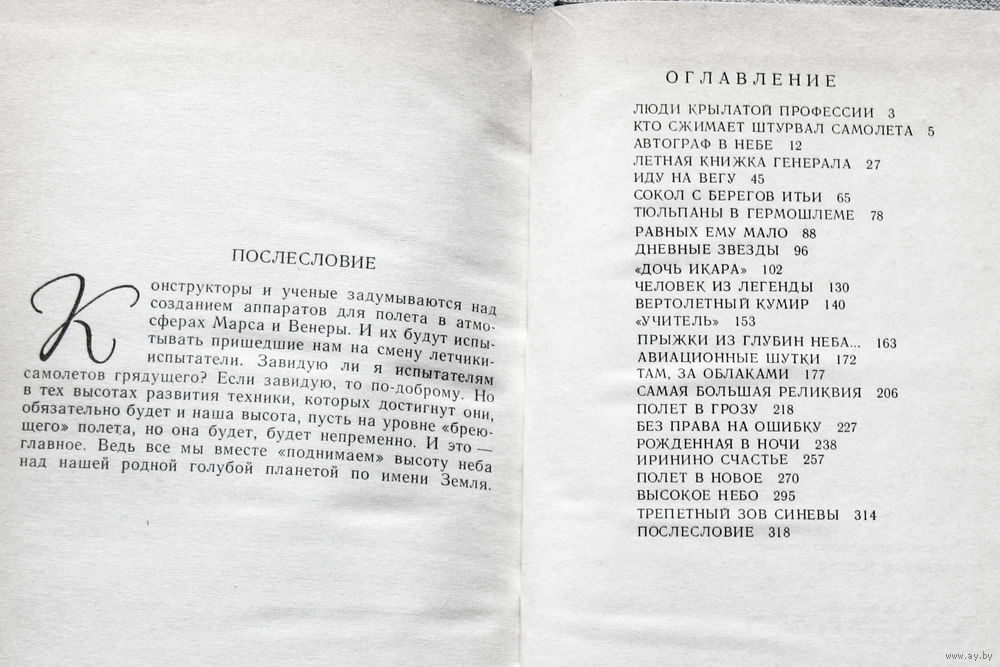 ПОСЛЕСЛОВИЕ
Конструкторы и ученые задумываются над
созданием аппаратов для полета в атмо-
сферах Марса и Венеры. И их будут испы-
тывать пришедшие нам на смену летчики-
испытатели. Завидую ли я испытателям
самолетов грядущего? Если завидую, то по-доброму. Но
в тех высотах развития техники, которых достигнут они,
обязательно будет и наша высота, пусть на уровне «брею-
щего» полета, но она будет, будет непременно. И это —
главное. Ведь все мы вместе «поднимаем» высоту неба
над нашей родной голубой планетой по имени Земля.
ОГЛАВЛЕНИЕ
ЛЮДИ КРЫЛАТОЙ ПРОФЕССИИ 3
КТО СЖИМАЕТ ШТУРВАЛ САМОЛЕТА 5
АВТОГРАФ В НЕБЕ 12
ЛЕТНАЯ КНИЖКА ГЕНЕРАЛА 27
ИДУ НА ВЕГУ 45
СОКОЛ С БЕРЕГОВ ИТЬИ 65
ТЮЛЬПАНЫ В ГЕРМОШЛЕМЕ 78
РАВНЫХ ЕМУ МАЛО 88
ДНЕВНЫЕ ЗВЕЗДЫ 96
«ДОЧЬ ИКАРА» 102
ЧЕЛОВЕК ИЗ ЛЕГЕНДЫ 130
ВЕРТОЛЕТНЫЙ КУМИР 140
«УЧИТЕЛЬ» 153
ПРЫЖКИ ИЗ ГЛУБИН НЕБА... 163
АВИАЦИОННЫЕ ШУТКИ 172
ТАМ, ЗА ОБЛАКАМИ 177
САМАЯ БОЛЬШАЯ РЕЛИКВИЯ 206
ПОЛЕТ В ГРОЗУ 218
БЕЗ ПРАВА НА ОШИБКУ 227
РОЖДЕННАЯ В НОЧИ 238
ИРИНИНО СЧАСТЬЕ 257
ПОЛЕТ В НОВОЕ 270
ВЫСОКОЕ НЕБО 295
ТРЕПЕТНЫЙ ЗОВ СИНЕВЫ 314
ПОСЛЕСЛОВИЕ 318
www.ay.by